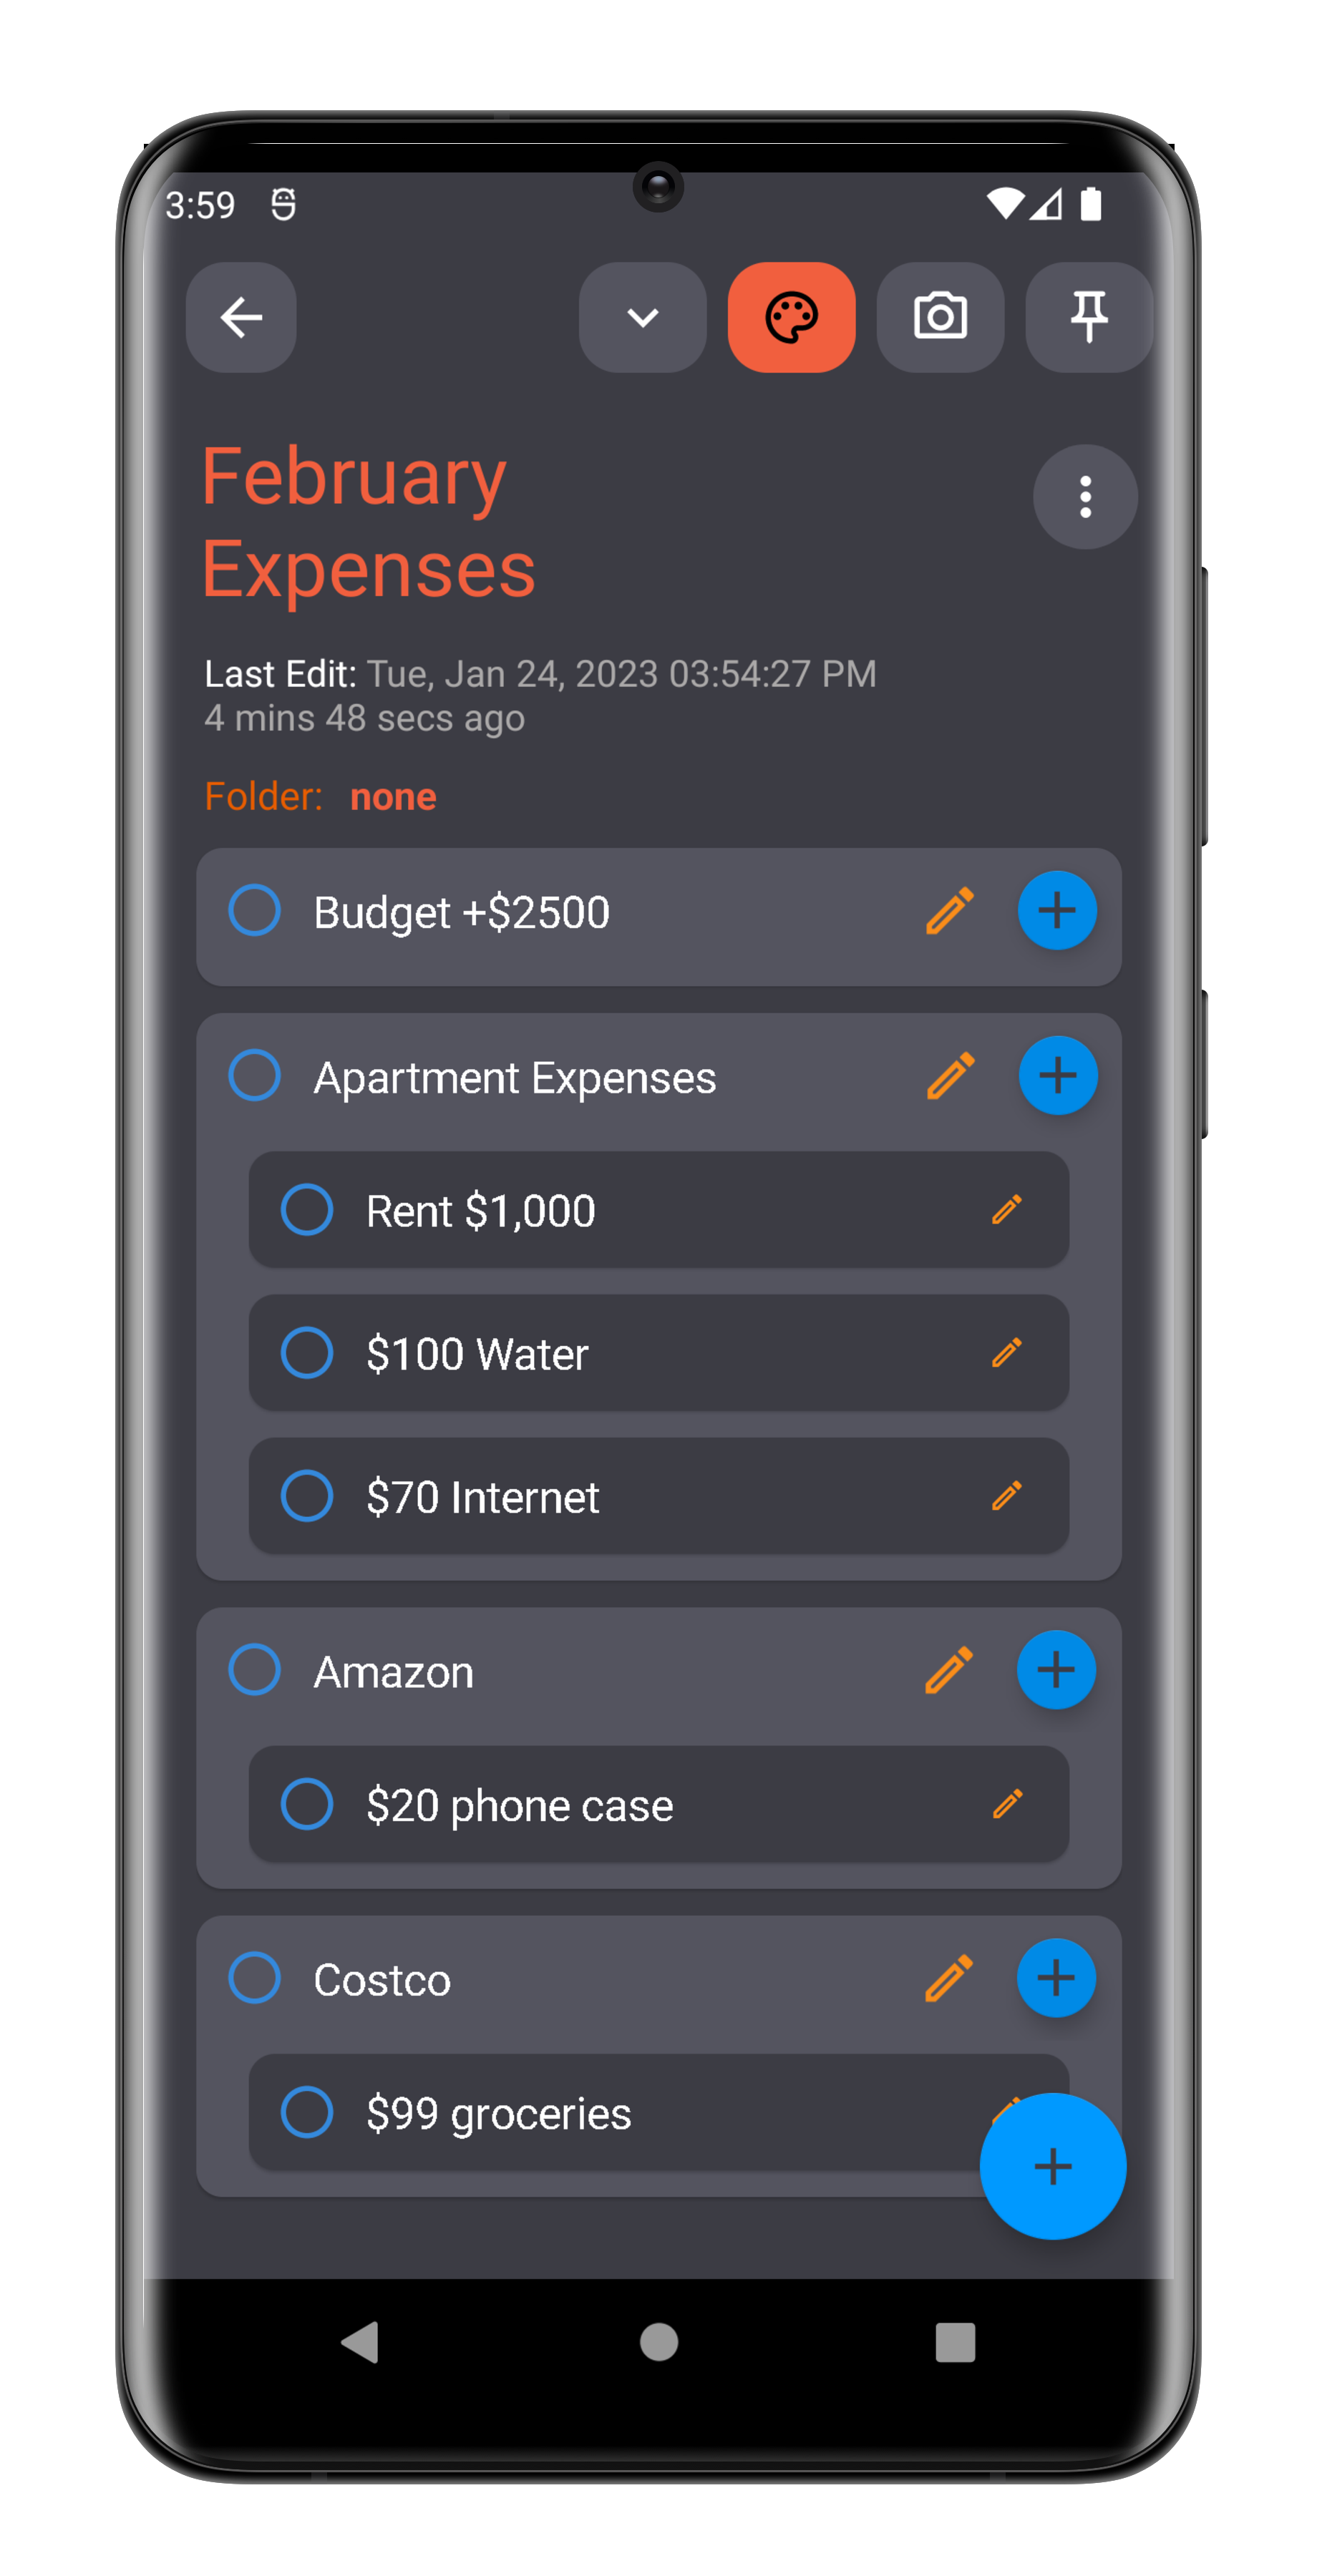 3:59
February
Expenses
Last Edit: Tue, Jan 24, 2023 03:54:27 PM
4 mins 48 secs ago
Folder: none
Budget +$2500
Apartment Expenses
Rent $1,000
$100 Water
$70 Internet
Amazon
$20 phone case
Costco
$99 groceries